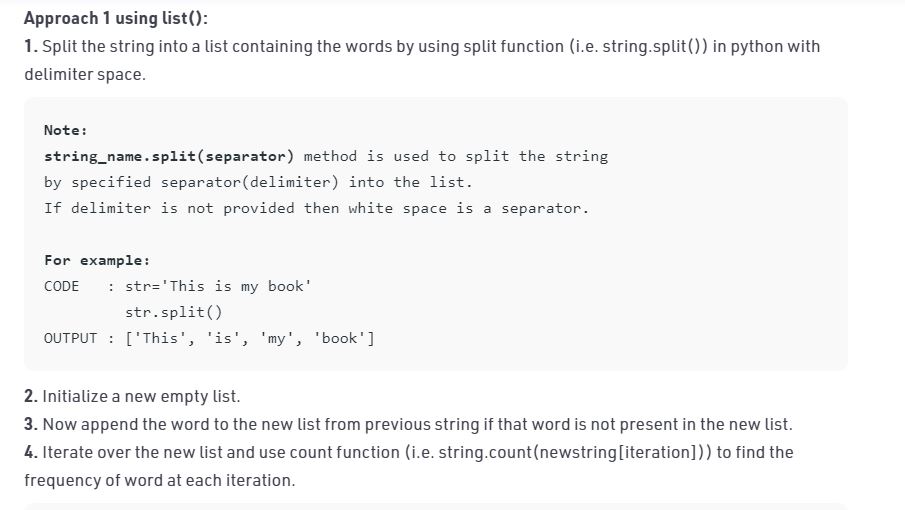 Approach 1 using list():
1. Split the string into a list containing the words by using split function (i.e. string.split()) in python with
delimiter space.
Note:
string_name.split(separator) method is used to split the string
by specified separator(delimiter) into the list.
If delimiter is not provided then white space is a separator.
For example:
CODE   : str='This is my book'
str.split()
OUTPUT : ['This', 'is', 'my', 'book']
2. Initialize a new empty list.
3. Now append the word to the new list from previous string if that word is not present in the new list.
4. Iterate over the new list and use count function (i.e. string.count(newstring[iteration])) to find the
frequency of word at each iteration.